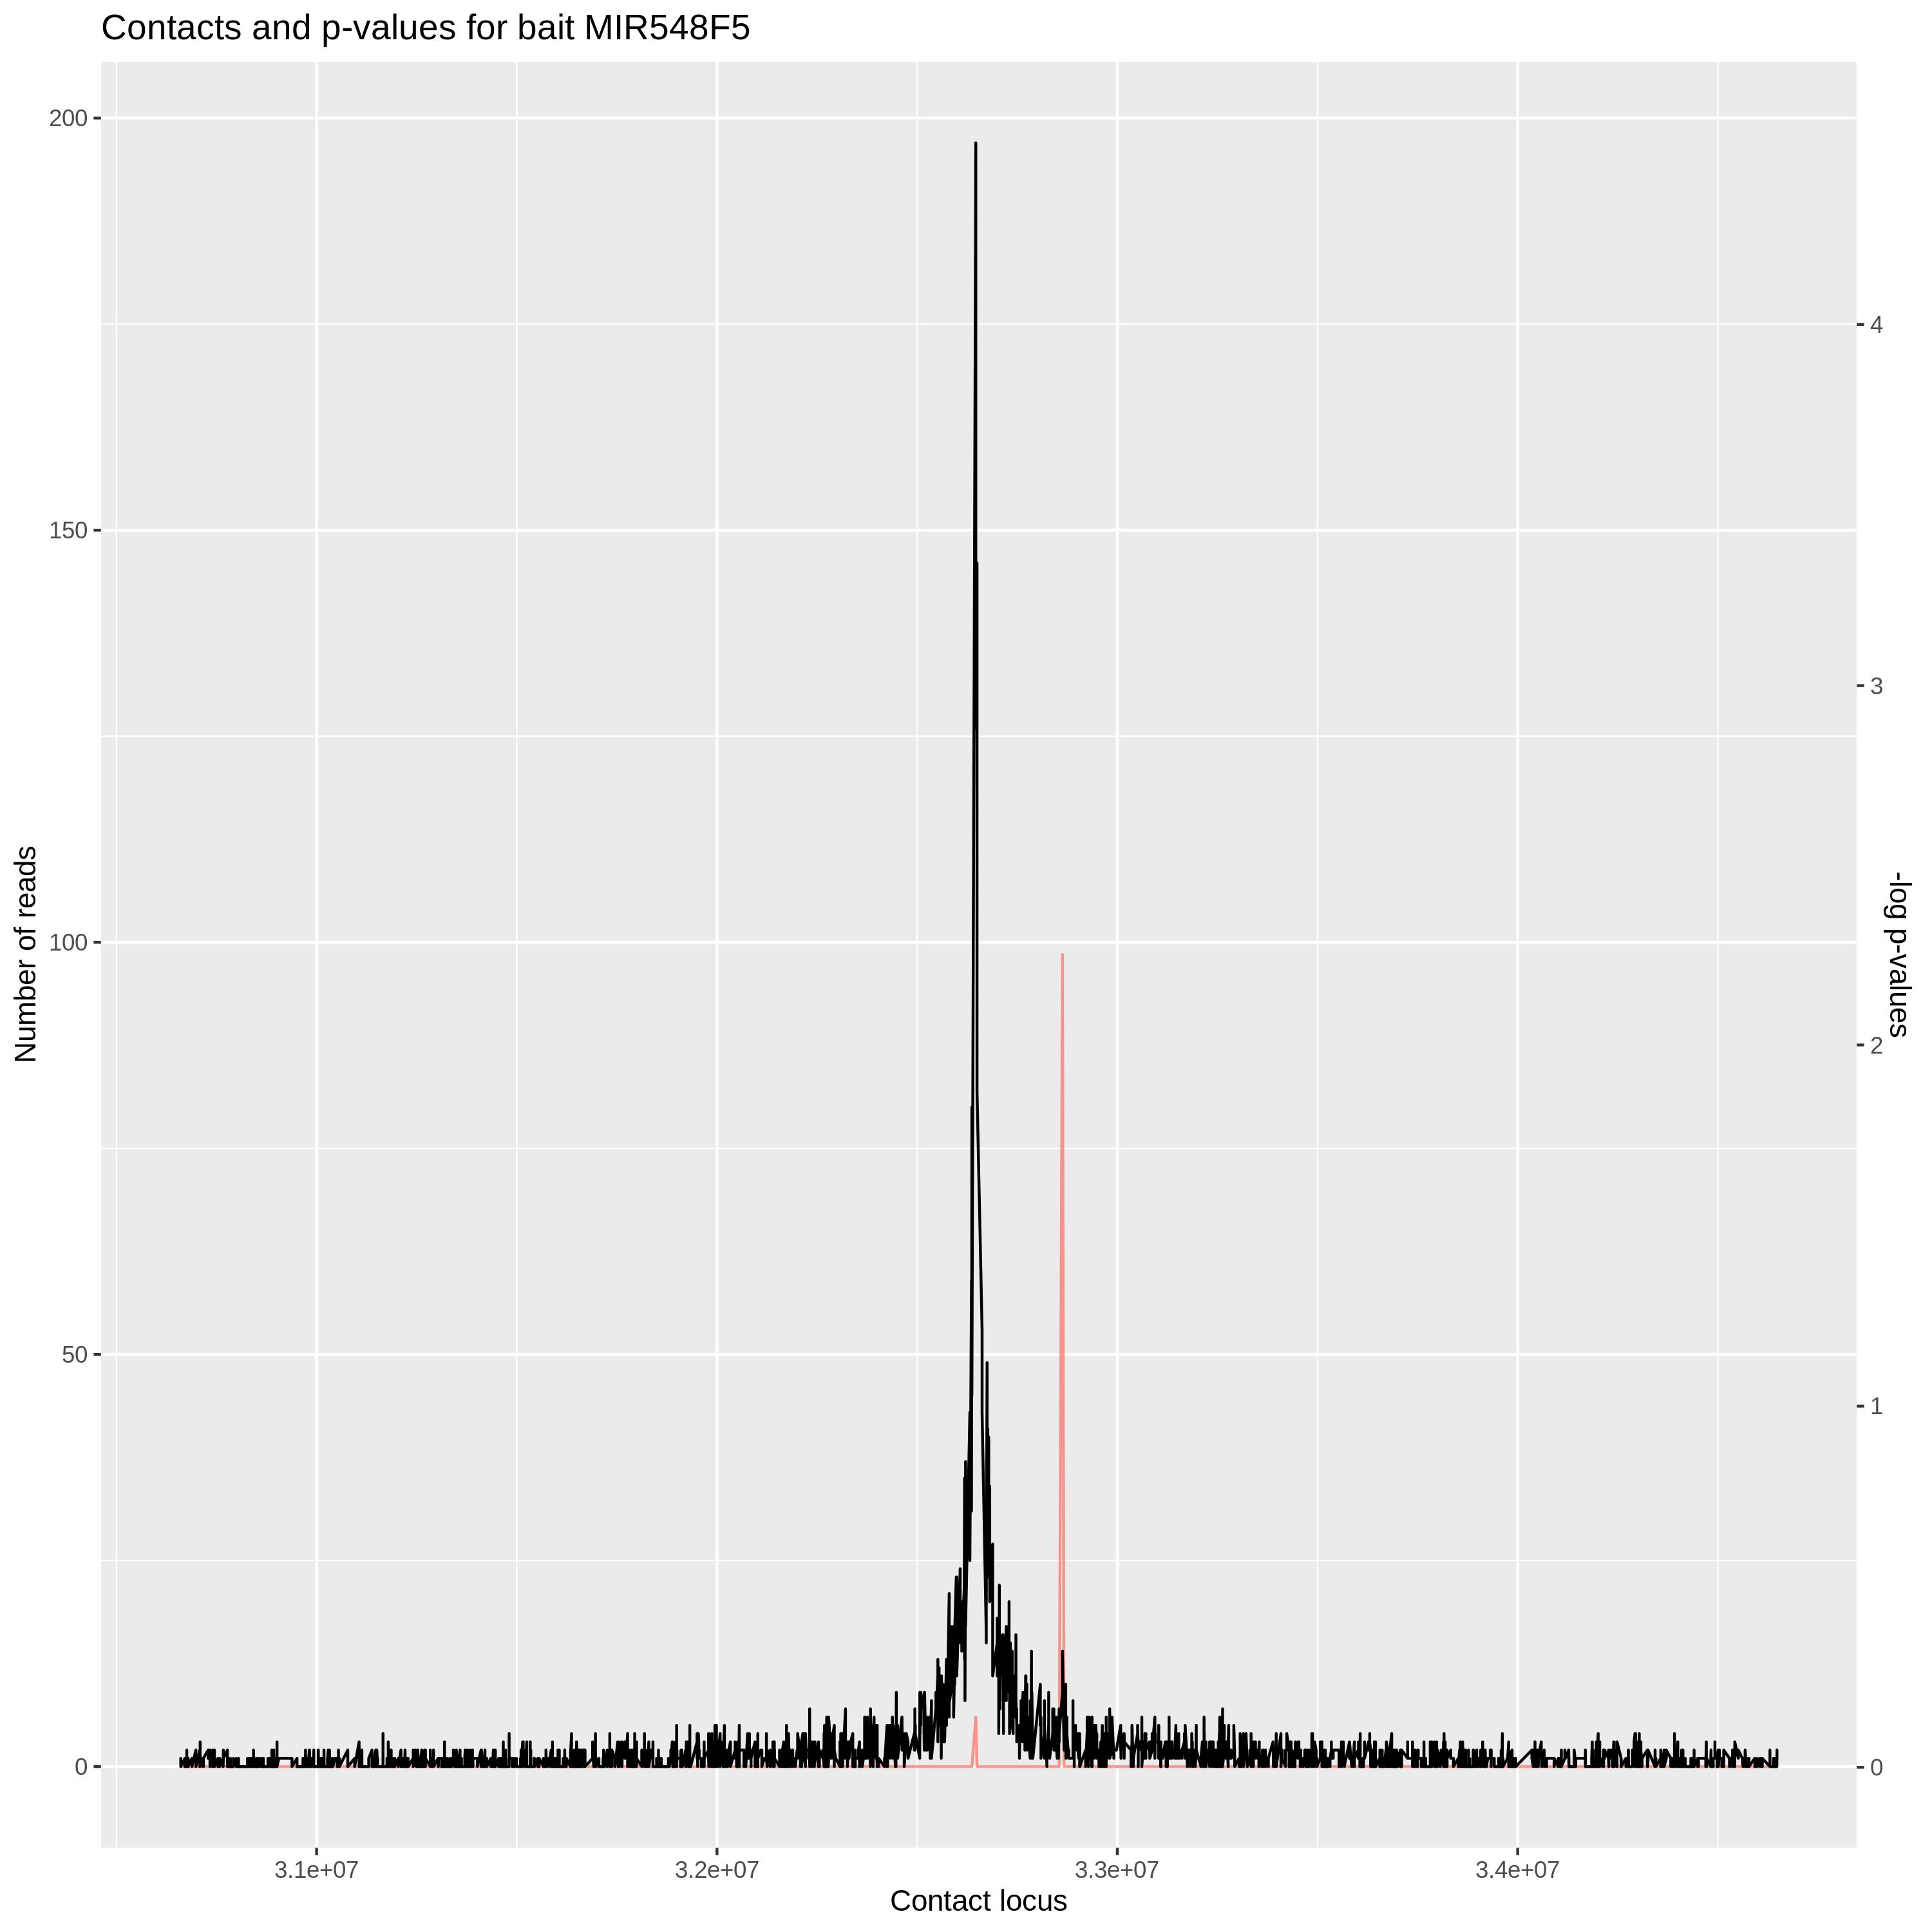 Contacts and p-values for bait MIR548F5
200
150
100
50
0
Number of reads
4
3
2
1
0
-log p-values
3.1e+07
3.2e+07
3.3e+07
3.4e+07
Contact locus